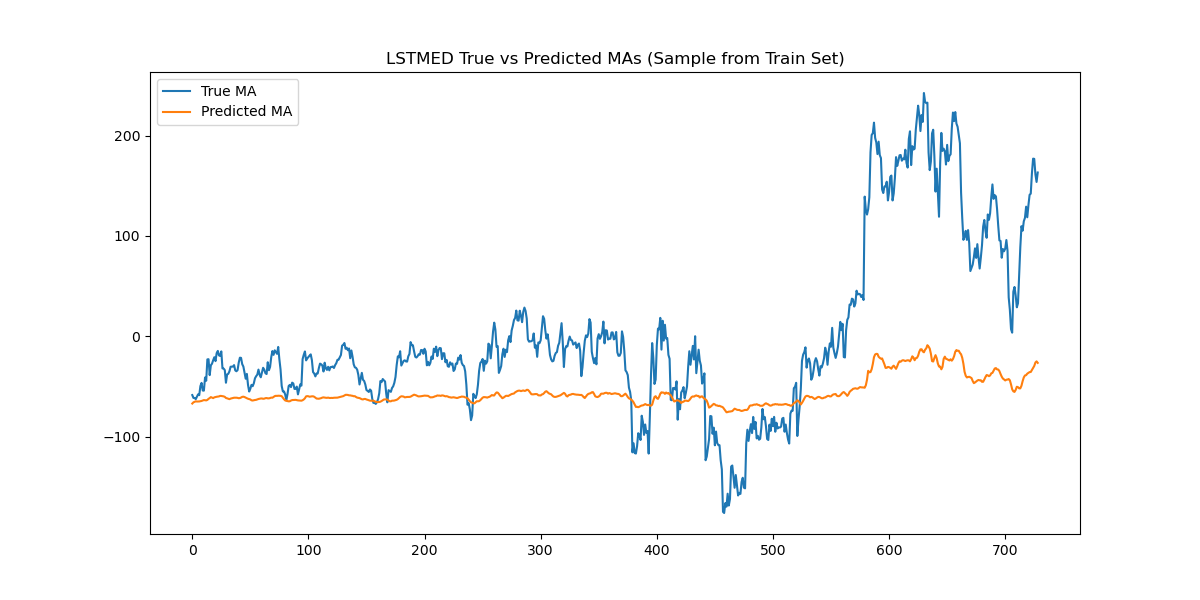 LSTMED True vs Predicted MAs (Sample from Train Set)
True MA
Predicted MA
200
100
0
−100
0 100 200 300 400 500 600 700